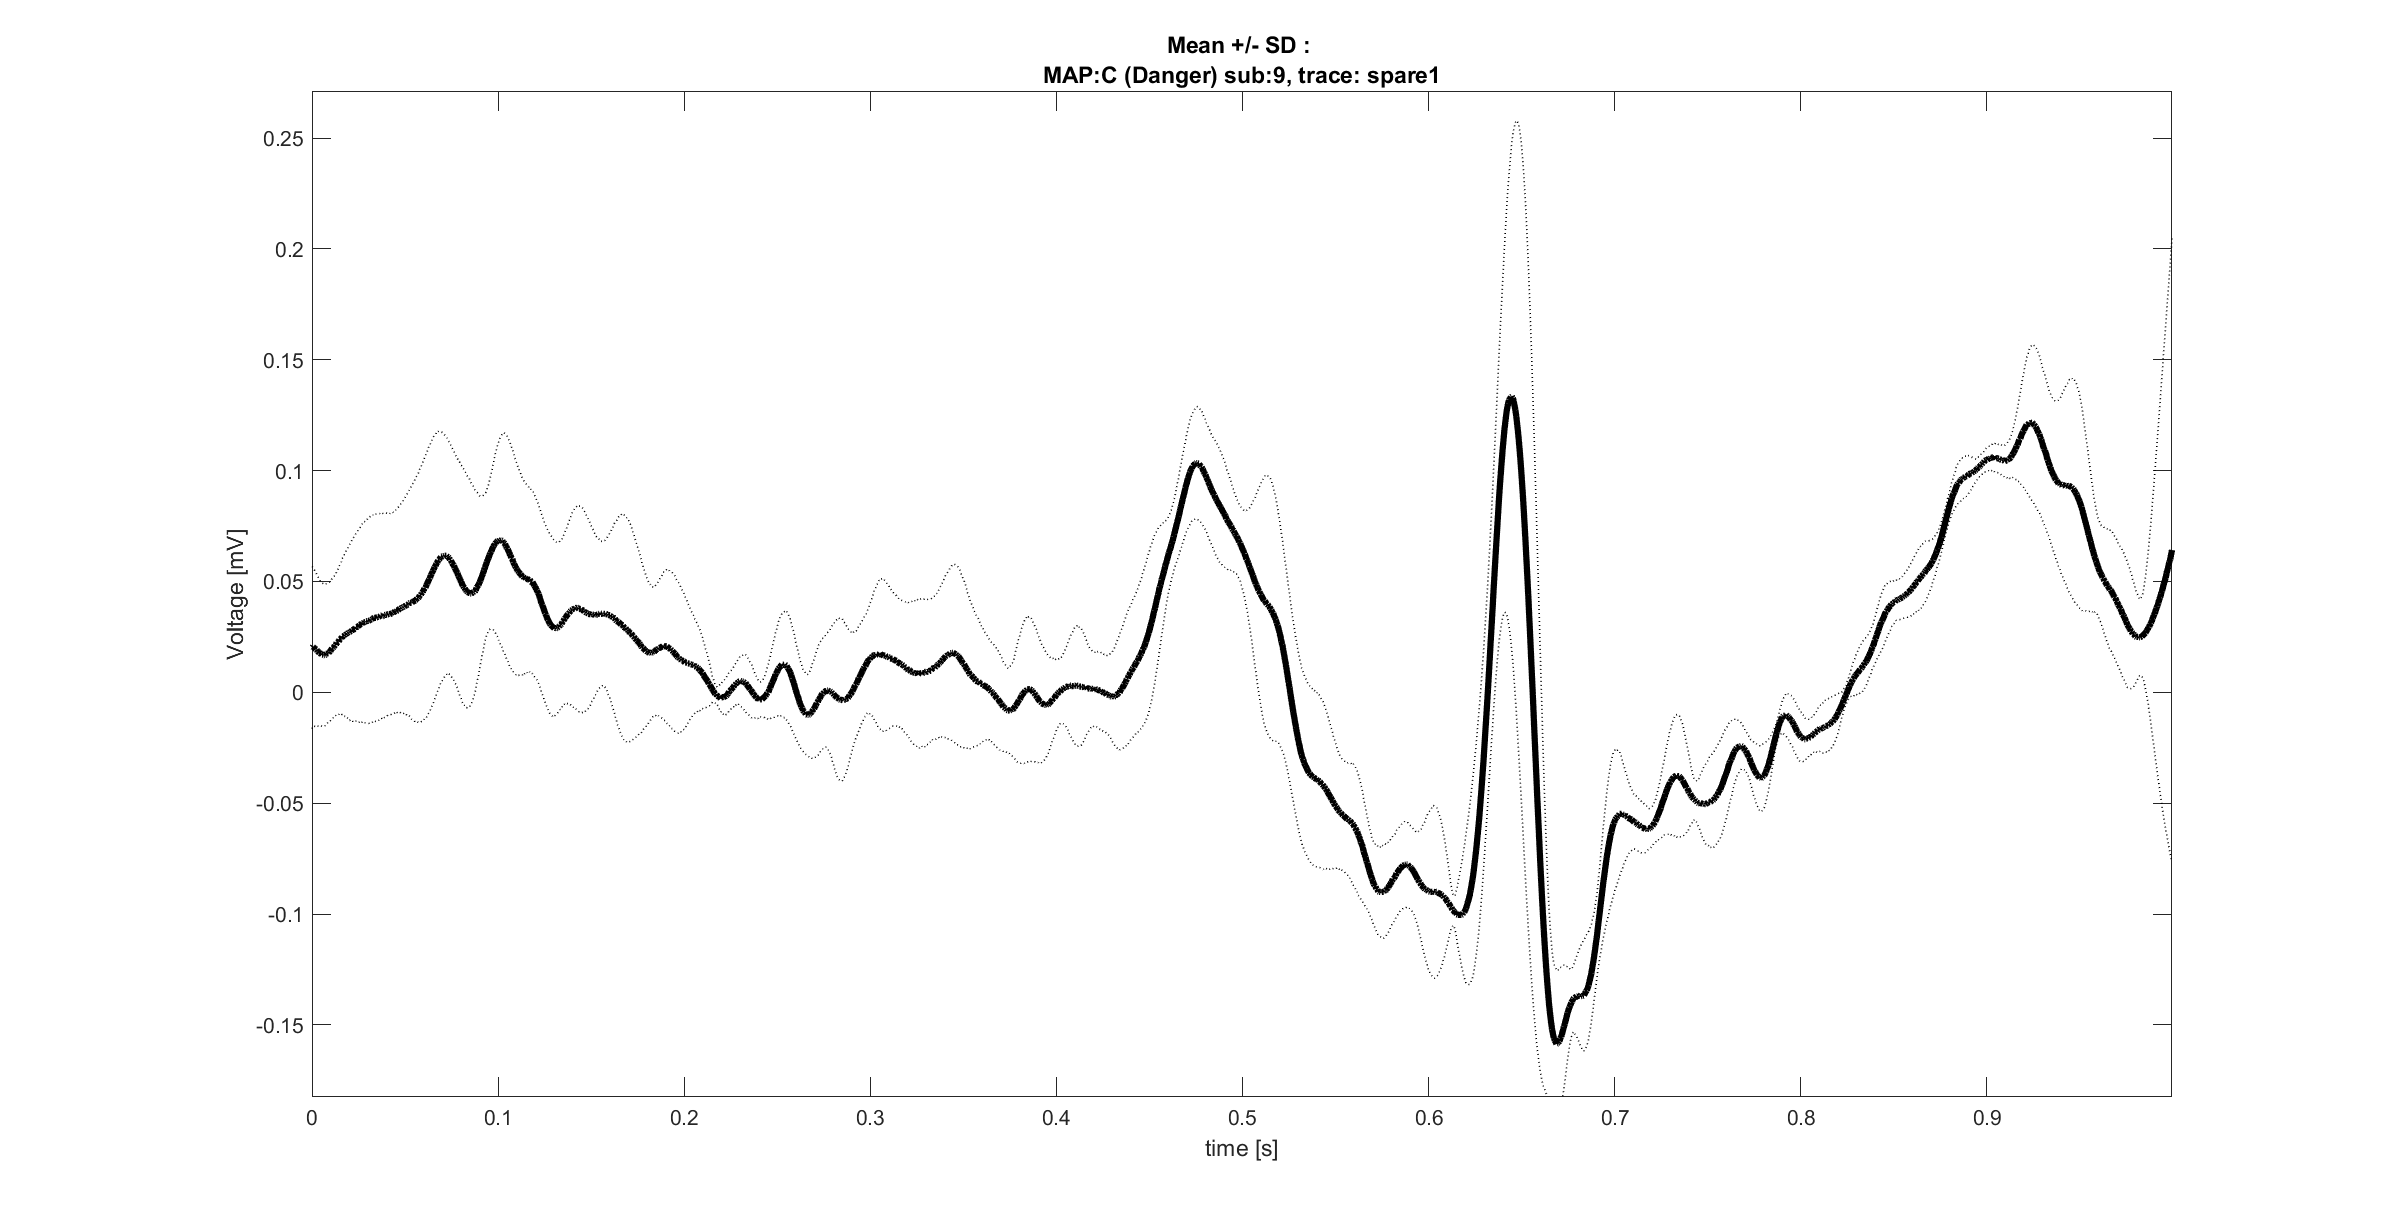 Mean +/- SD :
MAP:C (Danger) sub:9, trace: spare1
0.25
0.2
0.15
0.1
0.05
0
-0.05
-0.1
-0.15
Voltage [mV]
0 0.1 0.2 0.3 0.4 0.5 0.6 0.7 0.8 0.9
time [s]